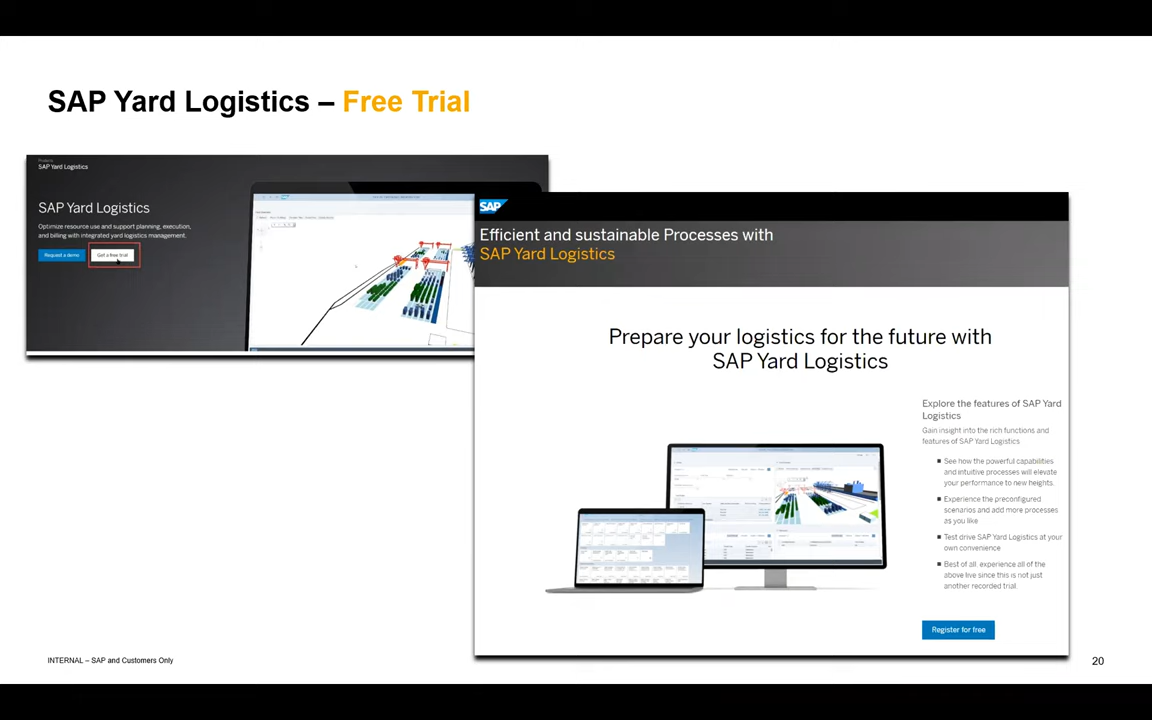 SAP Yard Logistics – Free Trial
Products
SAP Yard Logistics
SAP Yard Logistics
Optimize resource use and support planning, execution,
and billing with integrated yard logistics management.
Request a demo
Get a free trial
SAP
Efficient and sustainable Processes with
SAP Yard Logistics
Prepare your logistics for the future with
SAP Yard Logistics
Explore the features of SAP Yard
Logistics
Gain insight into the rich functions and
features of SAP Yard Logistics
■ See how the powerful capabilities
and intuitive processes will elevate
your performance to new heights.
■ Experience the preconfigured
scenarios and add more processes
as you like
■ Test drive SAP Yard Logistics at your
own convenience
■ Best of all, experience all of the
above live since this is not just
another recorded trial.
Register for free
INTERNAL – SAP and Customers Only
20